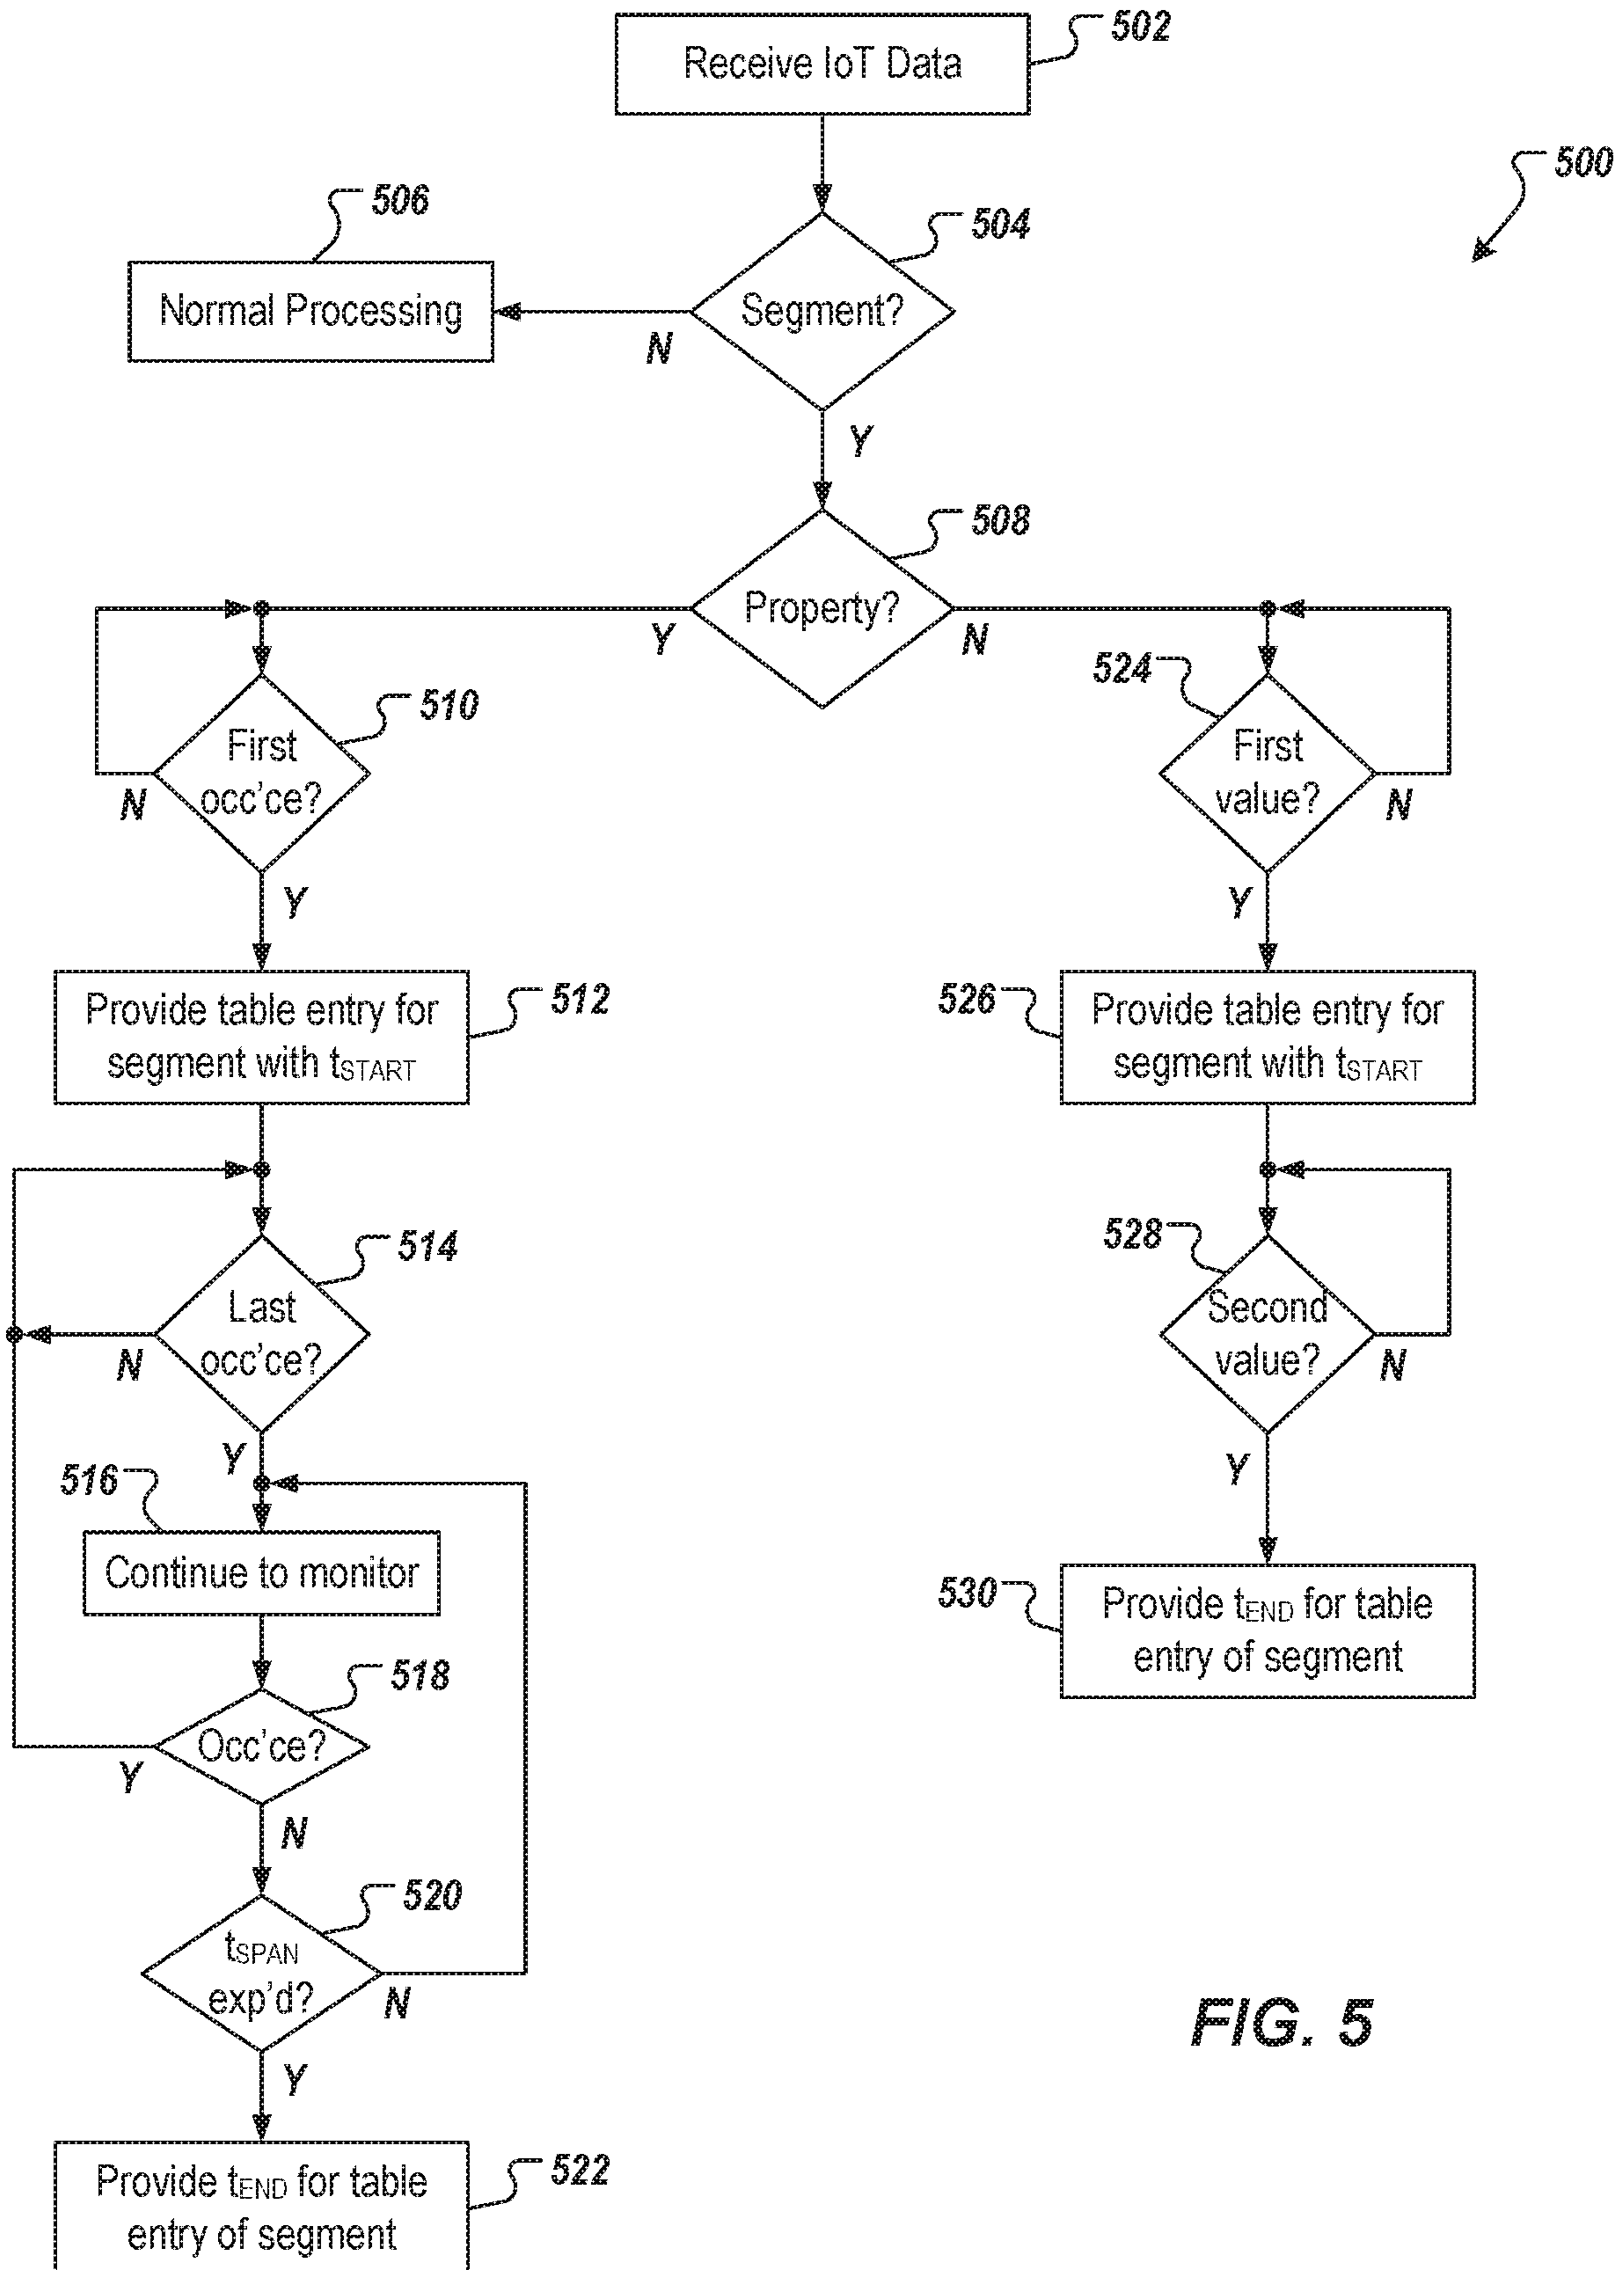 Receive IoT Data
502
500
506
504
Normal Processing
Segment?
N
Y
508
Property?
Y
N
524
510
First
occ'ce?
First
value?
N
N
Y
Y
Provide table entry for
segment with tSTART
512
526
Provide table entry for
segment with tSTART
514
528
Last
occ'ce?
Second
value?
N
N
Y
Y
516
Continue to monitor
530
Provide tEND for table
entry of segment
518
Occ'ce?
Y
N
520
tSPAN
exp'd?
N
FIG. 5
Y
Provide tEND for table
entry of segment
522